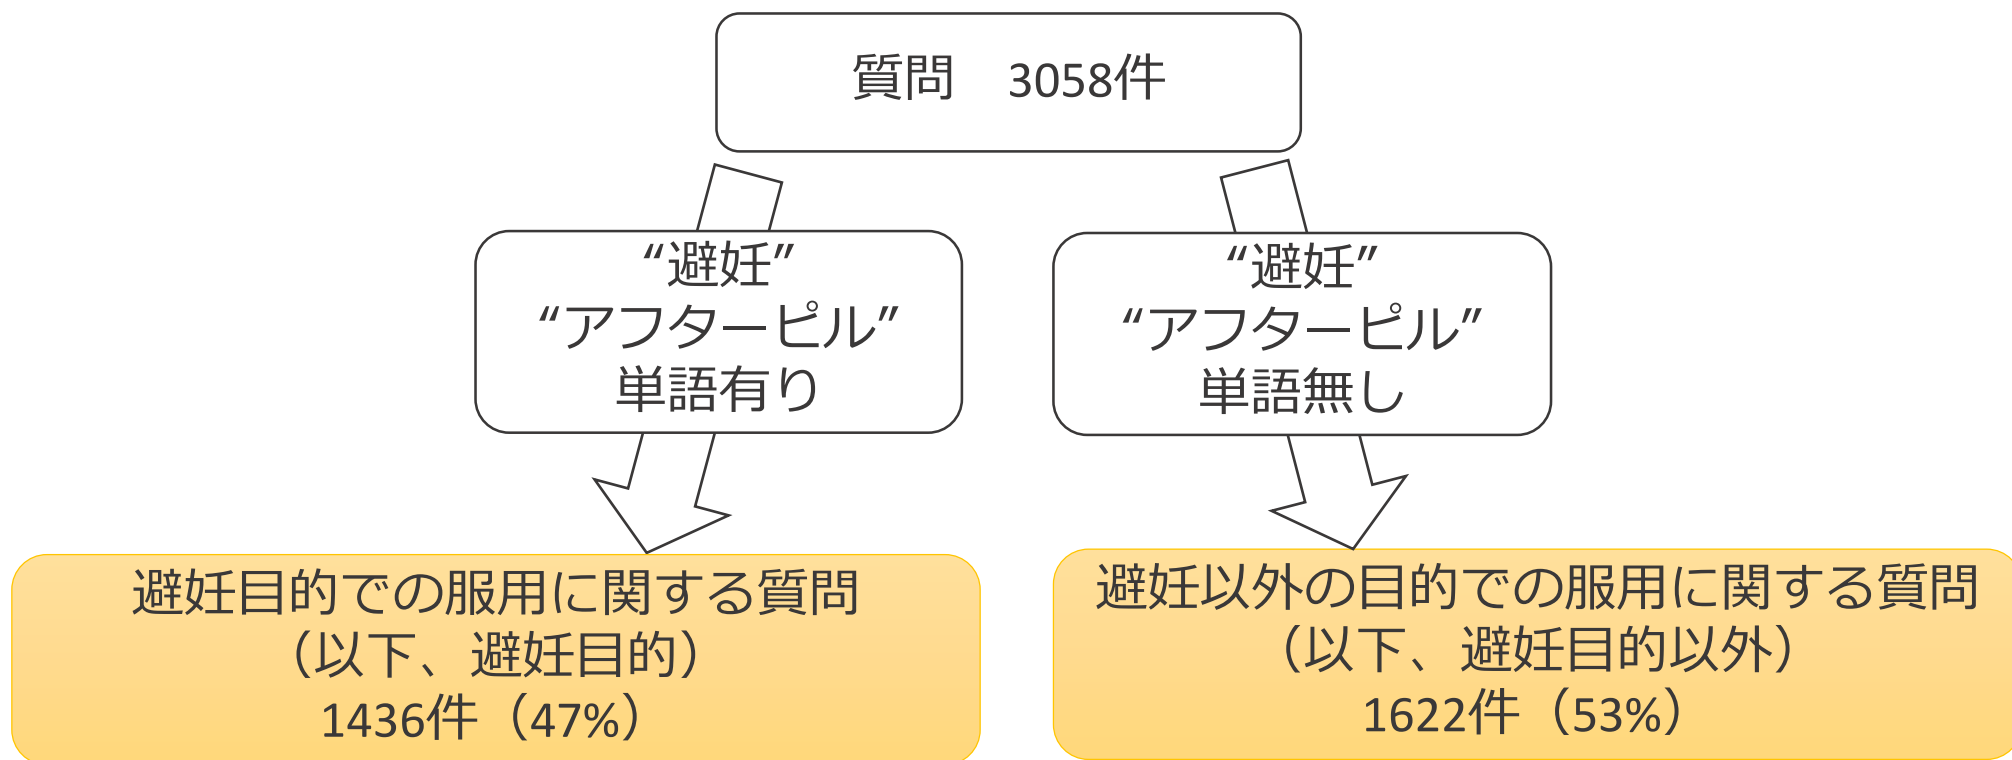 質問　3058件
“避妊”
“アフターピル”
単語有り
“避妊”
“アフターピル”
単語無し
避妊目的での服用に関する質問
（以下、避妊目的）
1436件（47%）
避妊以外の目的での服用に関する質問
（以下、避妊目的以外）
1622件（53%）